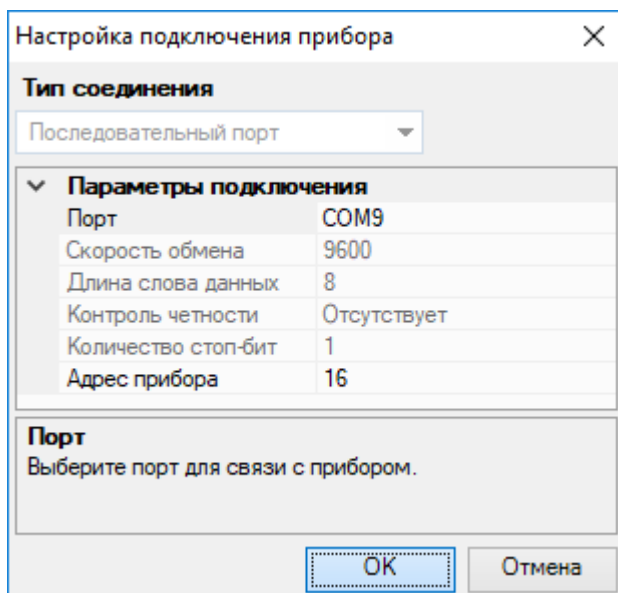 Настройка подключения прибора
Тип соединения
Последовательный порт
Параметры подключения
Порт COM9
Скорость обмена 9600
Длина слова данных 8
Контроль четности Отсутствует
Количество стоп-бит 1
Адрес прибора 16
Порт
Выберите порт для связи с прибором.
OK Отмена